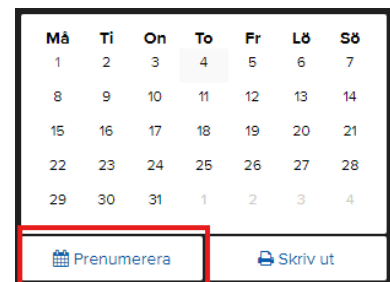 Må Ti On To Fr Lö Sö
1 2 3 4 5 6 7
8 9 10 11 12 13 14
15 16 17 18 19 20 21
22 23 24 25 26 27 28
29 30 31 1 2 3 4
Prenumerera Skriv ut